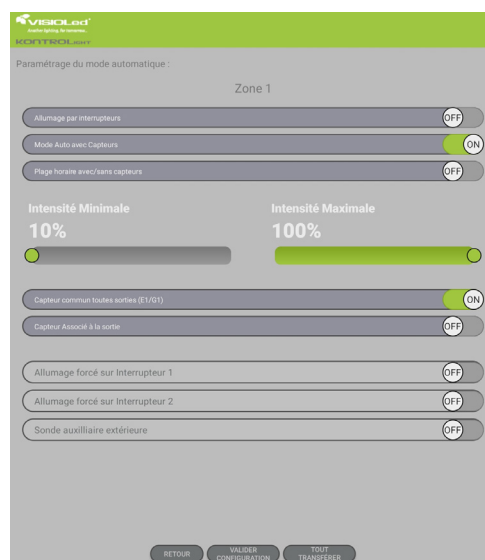 VISIOLed
KONTROLight
Paramétrage du mode automatique :
Zone 1
Allumage par interrupteurs
OFF
Mode Auto avec Capteurs
ON
Plage horaire avec/sans capteurs
OFF
Intensité Minimale
Intensité Maximale
10%
100%
Capteur commun toutes sorties (E1/G1)
ON
Capteur Associé à la sortie
OFF
Allumage forcé sur Interrupteur 1
OFF
Allumage forcé sur Interrupteur 2
OFF
Sonde auxilliaire extérieure
OFF
RETOUR
VALIDER
CONFIGURATION
TOUT
TRANSFÉRER